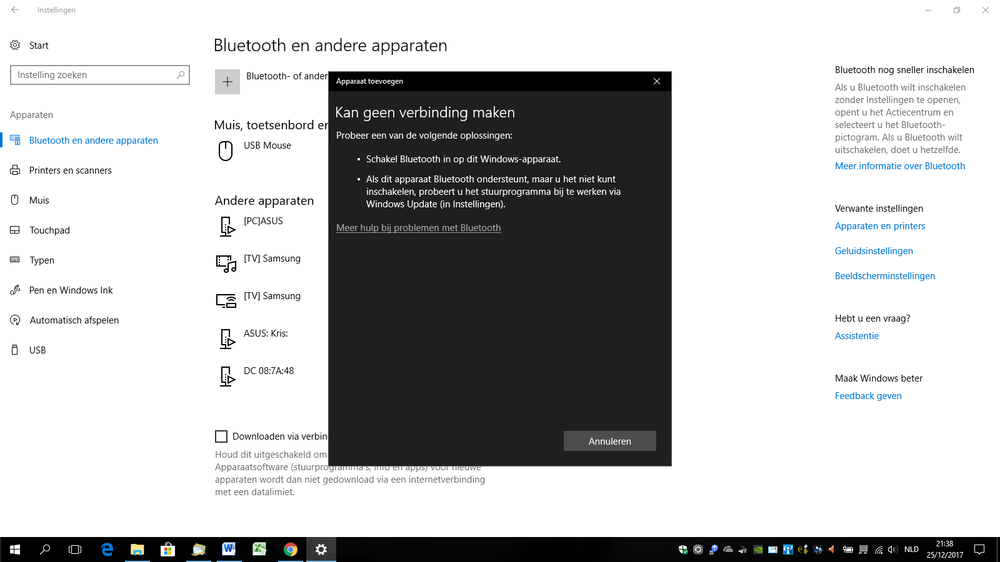 Instellingen
Start
Instelling zoeken
Apparaten
Bluetooth en andere apparaten
Printers en scanners
Muis
Touchpad
Typen
Pen en Windows Ink
Automatisch afspelen
USB
Bluetooth en andere apparaten
Bluetooth- of ander
Muis, toetsenbord en
USB Mouse
Andere apparaten
[PC]ASUS
[TV] Samsung
[TV] Samsung
ASUS: Kris:
DC 08:7A:48
Downloaden via verbin
Houd dit uitgeschakeld om
Apparaatsoftware (stuurprogramma's, info en apps) voor nieuwe
apparaten wordt dan niet gedownload via een internetverbinding
met een datalimiet.
Apparaat toevoegen
Kan geen verbinding maken
Probeer een van de volgende oplossingen:
• Schakel Bluetooth in op dit Windows-apparaat.
• Als dit apparaat Bluetooth ondersteunt, maar u het niet kunt
inschakelen, probeert u het stuurprogramma bij te werken via
Windows Update (in Instellingen).
Meer hulp bij problemen met Bluetooth
Annuleren
Bluetooth nog sneller inschakelen
Als u Bluetooth wilt inschakelen
zonder Instellingen te openen,
opent u het Actiecentrum en
selecteert u het Bluetooth-
pictogram. Als u Bluetooth wilt
uitschakelen, doet u hetzelfde.
Meer informatie over Bluetooth
Verwante instellingen
Apparaten en printers
Geluidsinstellingen
Beeldscherminstellingen
Hebt u een vraag?
Assistentie
Maak Windows beter
Feedback geven
NLD
21:38
25/12/2017